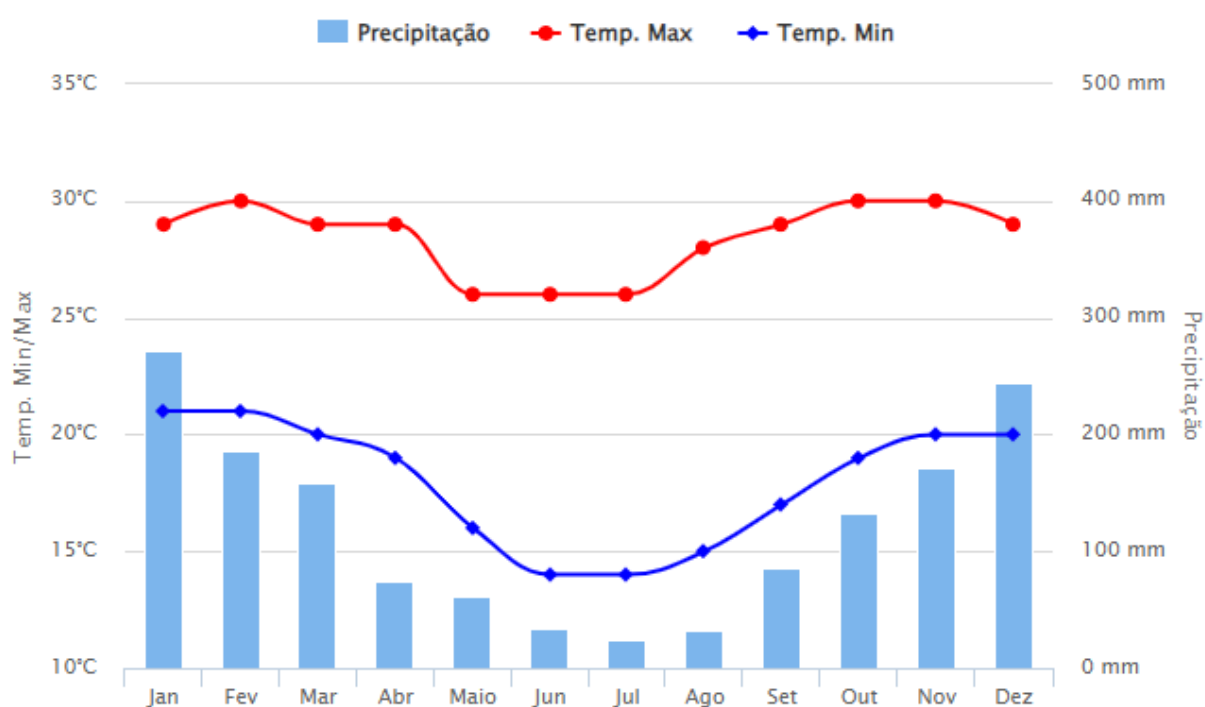 Precipitação Temp. Max Temp. Min
35°C 500 mm
30°C 400 mm
25°C 300 mm
20°C 200 mm
15°C 100 mm
10°C 0 mm
Temp. Min/Max
Precipitação
Jan Fev Mar Abr Maio Jun Jul Ago Set Out Nov Dez